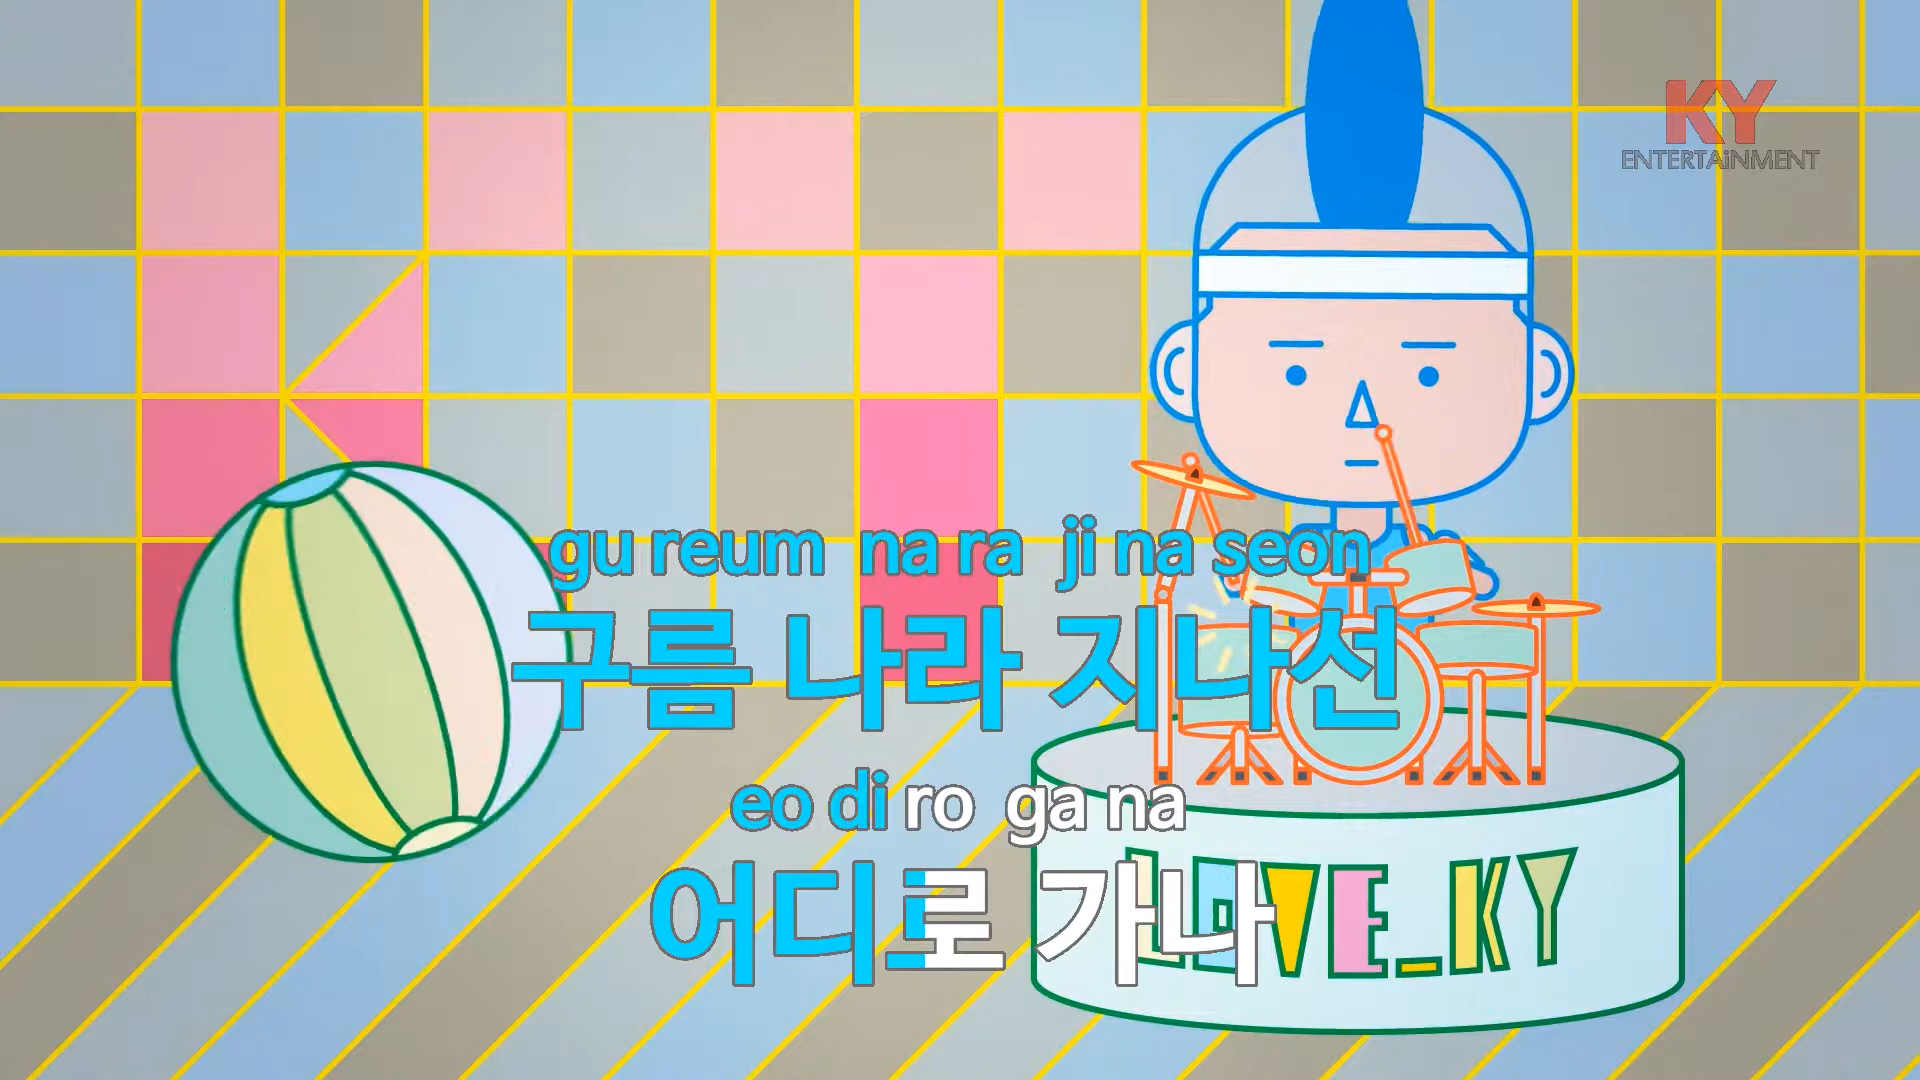 KY
ENTERTAiNMENT
gu reum na ra ji na seon
구름 나라 지나선
eo di ro ga na
어디로 가나
LOVE_KY